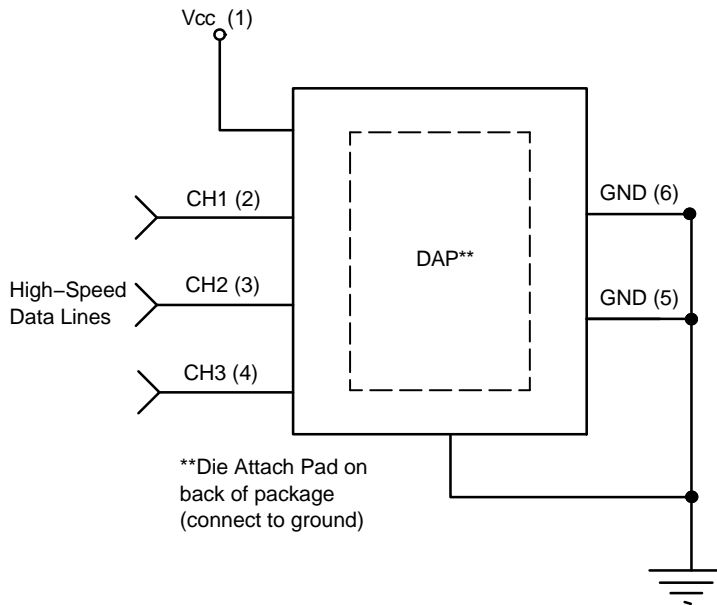 Vcc (1)
CH1 (2)
GND (6)
DAP**
High−Speed
Data Lines
CH2 (3)
GND (5)
CH3 (4)
**Die Attach Pad on
back of package
(connect to ground)